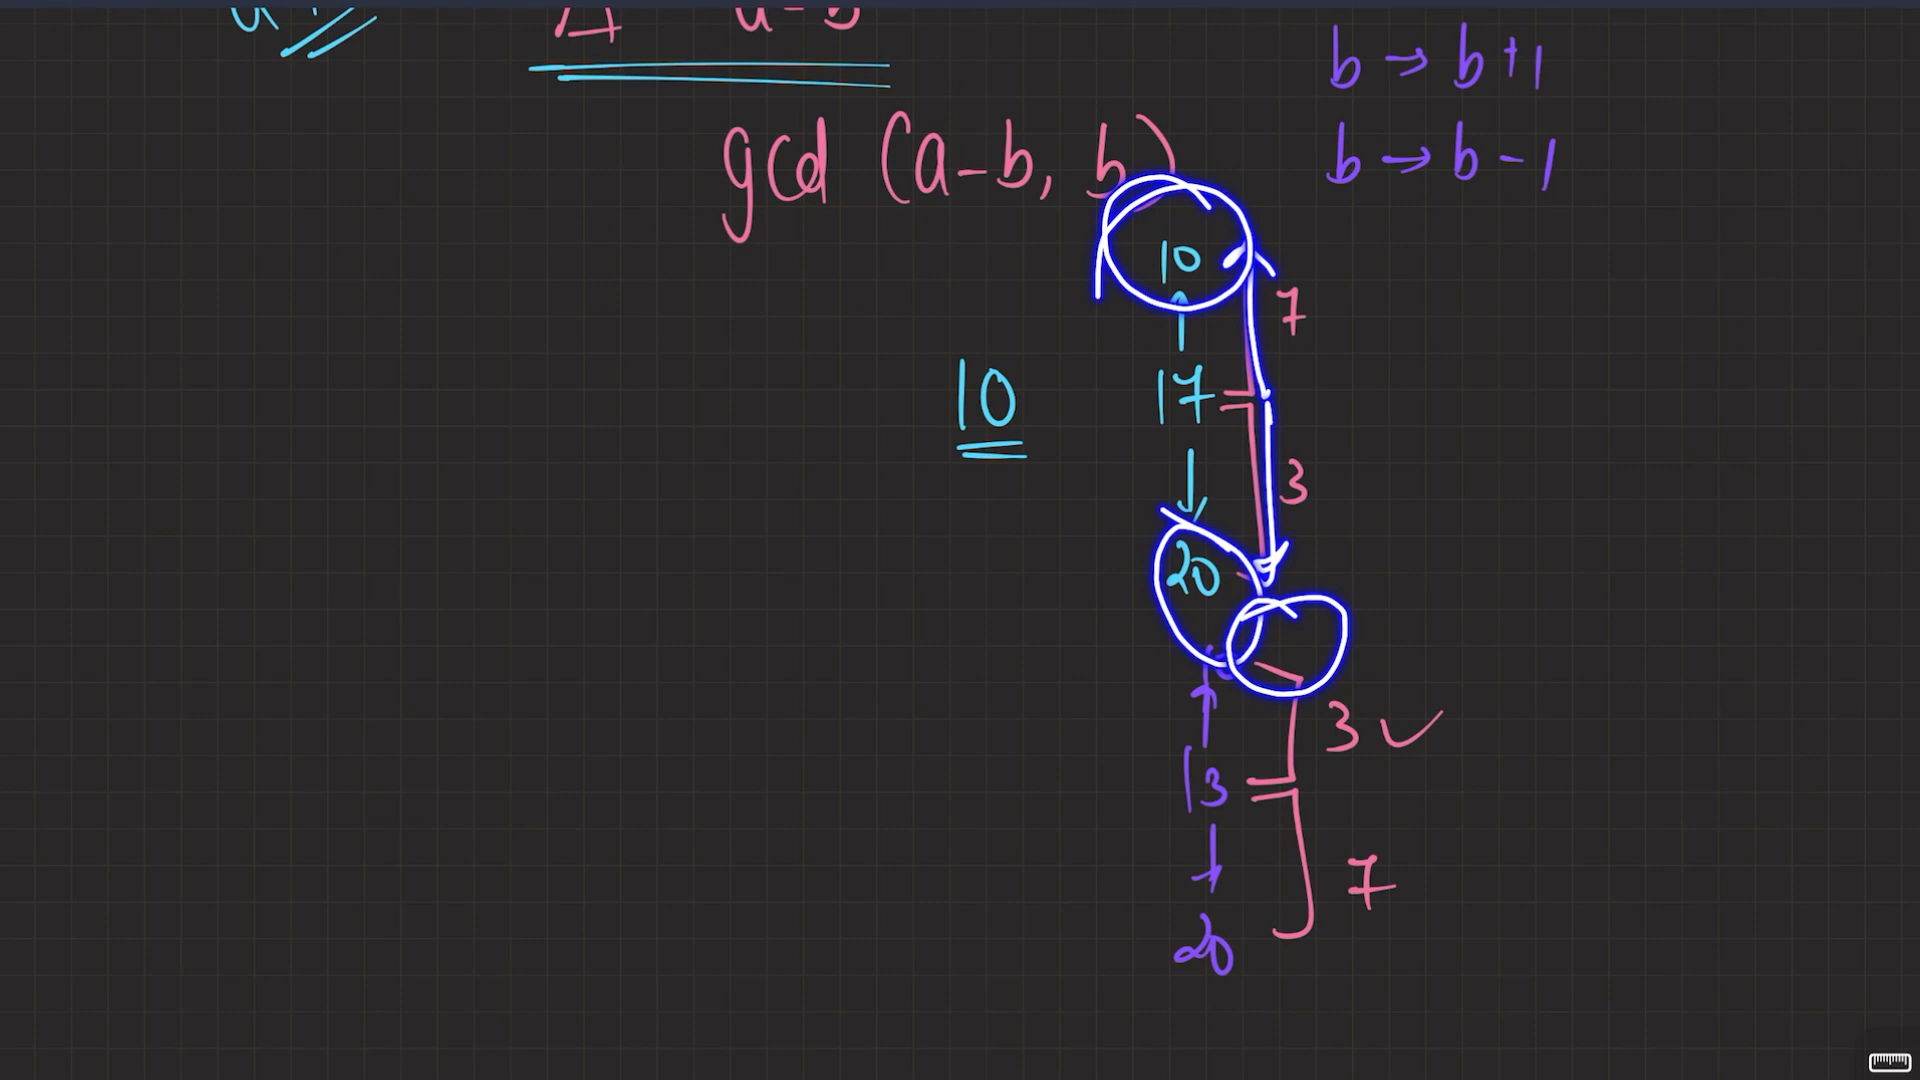 a - b
b → b + 1
gcd (a-b, b)
b → b - 1
10
7
10
17
3
20
3 ✓
13
7
20